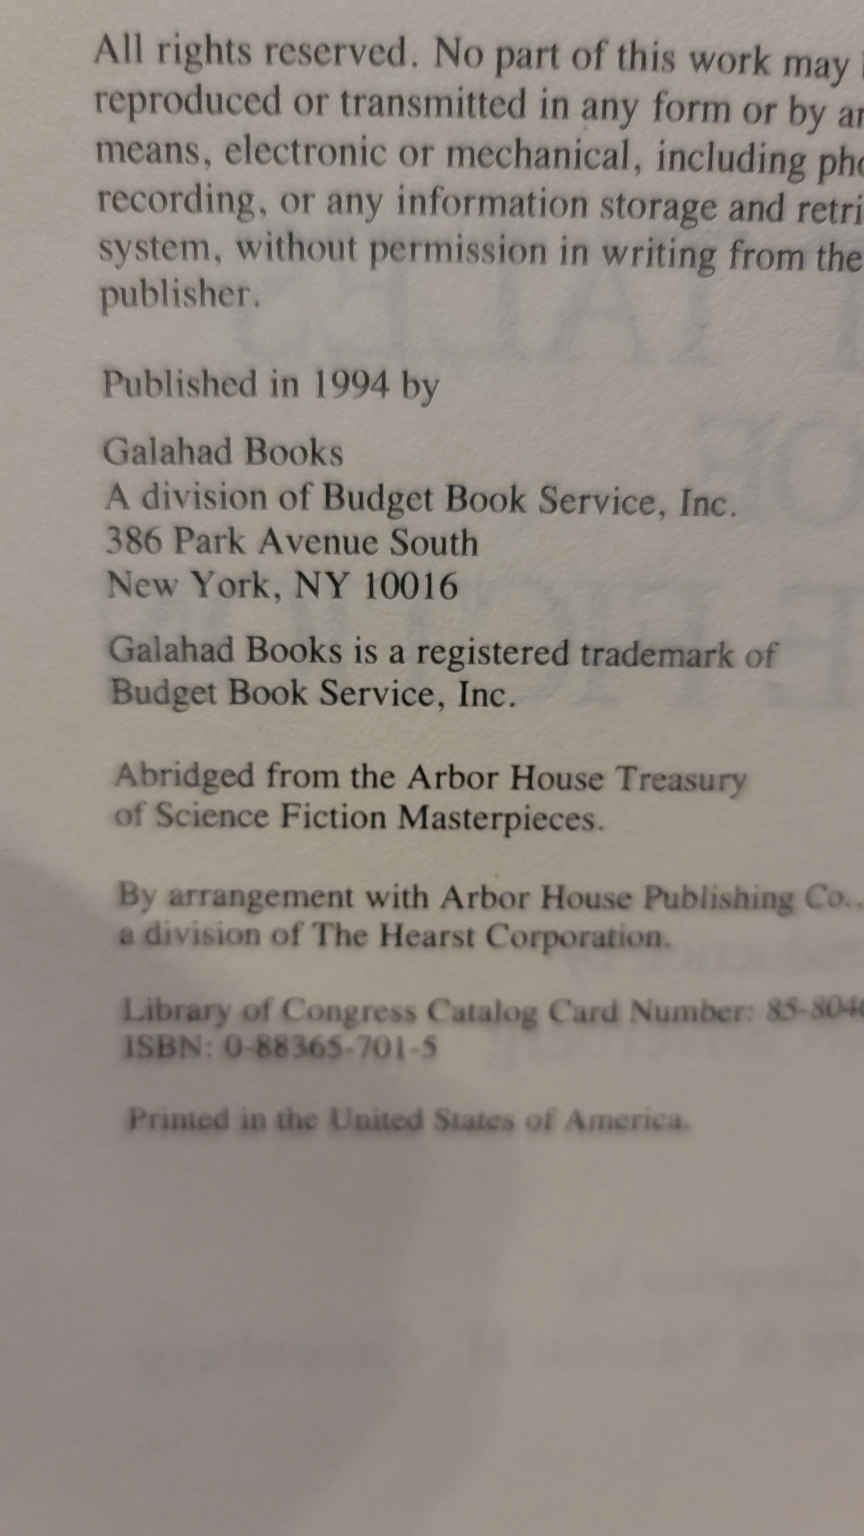 All rights reserved. No part of this work may
reproduced or transmitted in any form or by
means, electronic or mechanical, including
recording, or any information storage and
system, without permission in writing from the
publisher.
Published in 1994 by
Galahad Books
A division of Budget Book Service, Inc.
386 Park Avenue South
New York, NY 10016
Galahad Books is a registered trademark of
Budget Book Service, Inc.
Abridged from the Arbor House Treasury
of Science Fiction Masterpieces.
By arrangement with Arbor House Publishing Co.,
a division of The Hearst Corporation.
Library of Congress Catalog Card Number:
ISBN: 0-88365-701-5
Printed in the United States of America.